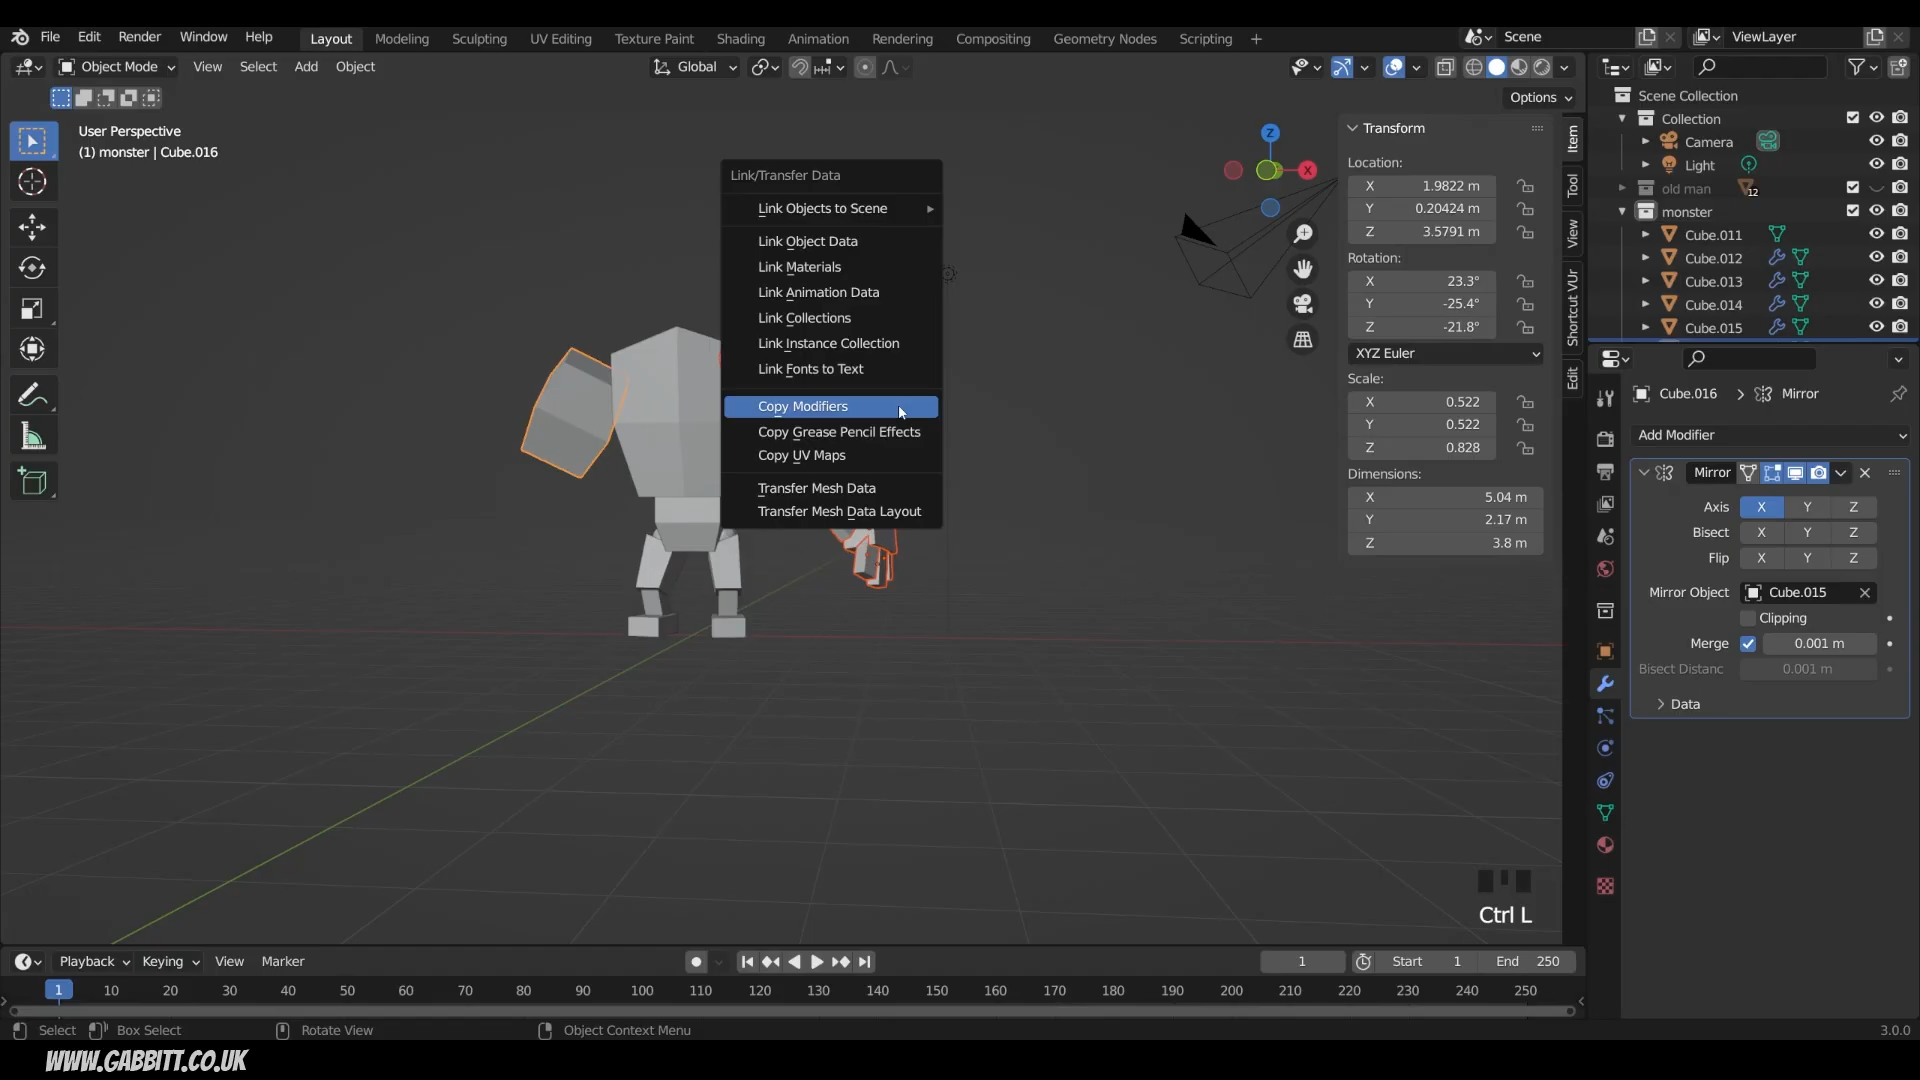 File Edit Render Window Help Layout Modeling Sculpting UV Editing Texture Paint Shading Animation Rendering Compositing Geometry Nodes Scripting + Scene ViewLayer
Object Mode View Select Add Object Global
Options
User Perspective
(1) monster | Cube.016
Link/Transfer Data
Link Objects to Scene
Link Object Data
Link Materials
Link Animation Data
Link Collections
Link Instance Collection
Link Fonts to Text
Copy Modifiers
Copy Grease Pencil Effects
Copy UV Maps
Transfer Mesh Data
Transfer Mesh Data Layout
Z
X
Transform
Location:
X 1.9822 m
Y 0.20424 m
Z 3.5791 m
Rotation:
X 23.3°
Y -25.4°
Z -21.8°
XYZ Euler
Scale:
X 0.522
Y 0.522
Z 0.828
Dimensions:
X 5.04 m
Y 2.17 m
Z 3.8 m
Item
Tool
View
Shortcut VUr
Edit
Scene Collection
Collection
Camera
Light
old man 12
monster
Cube.011
Cube.012
Cube.013
Cube.014
Cube.015
Cube.016 Mirror
Add Modifier
Mirror
Axis X Y Z
Bisect X Y Z
Flip X Y Z
Mirror Object Cube.015
Clipping
Merge 0.001 m
Bisect Distanc 0.001 m
Data
Ctrl L
Playback Keying View Marker 1 Start 1 End 250
1 10 20 30 40 50 60 70 80 90 100 110 120 130 140 150 160 170 180 190 200 210 220 230 240 250
Select Box Select Rotate View Object Context Menu 3.0.0
WWW.GABBITT.CO.UK